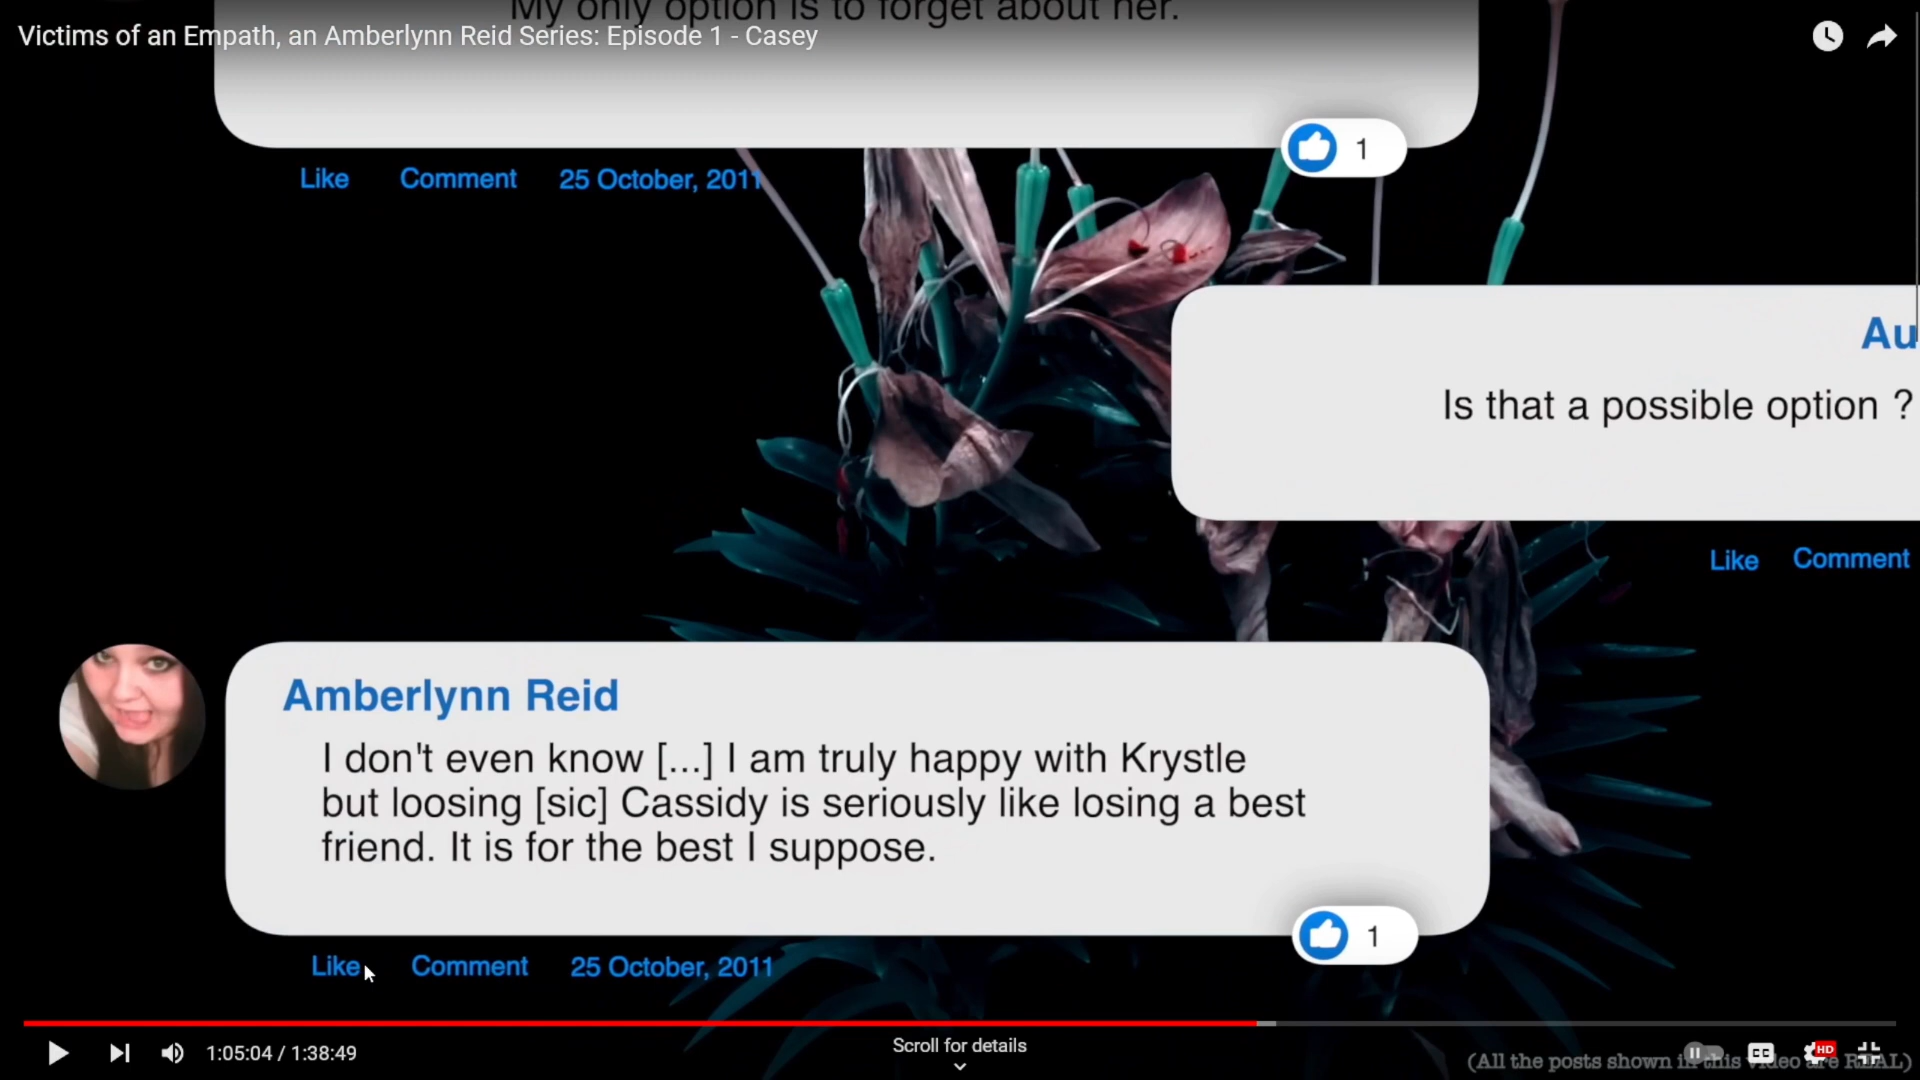 My only option is to forget about her.
Victims of an Empath, an Amberlynn Reid Series: Episode 1 - Casey
1
Like Comment 25 October, 2011
Au
Is that a possible option ?
Like Comment
Amberlynn Reid
I don't even know [...] I am truly happy with Krystle
but loosing [sic] Cassidy is seriously like losing a best
friend. It is for the best I suppose.
1
Like Comment 25 October, 2011
1:05:04 / 1:38:49
Scroll for details
CC
HD
(All the posts shown in this video are REAL)